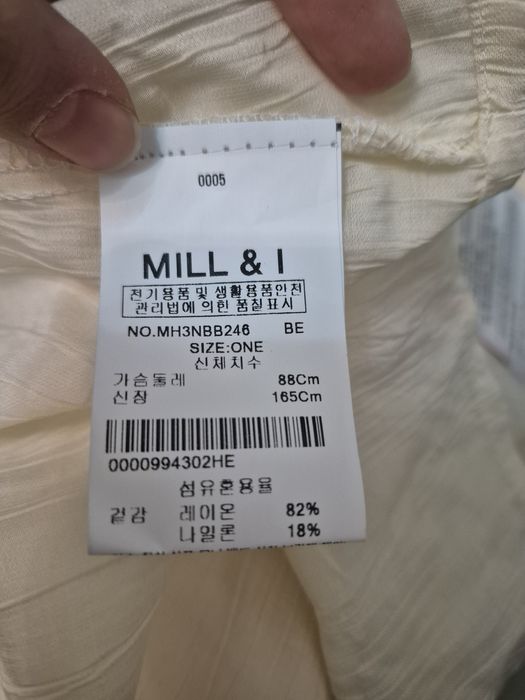 0005
MILL & I
전기용품 및 생활용품안전
관리법에 의한 품질표시
NO.MH3NBB246 BE
SIZE:ONE
신체치수
가슴둘레 88Cm
신장 165Cm
0000994302HE
섬유혼용율
겉감 레이온 82%
나일론 18%